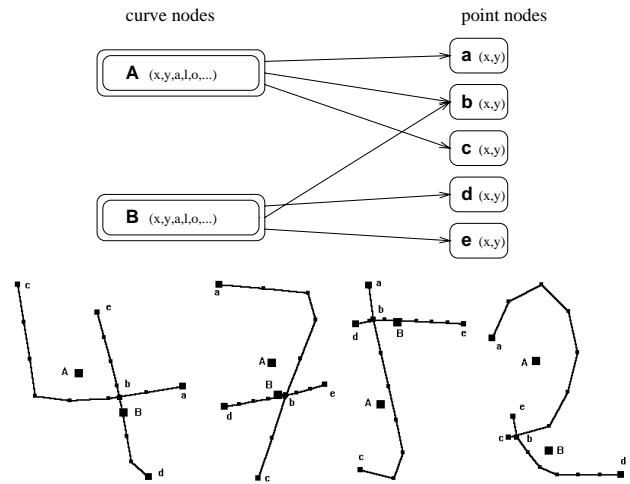 curve nodes point nodes
A (x,y,a,l,o,...)
a (x,y)
b (x,y)
c (x,y)
B (x,y,a,l,o,...)
d (x,y)
e (x,y)
c
e
A
b
a
B
d
a
A
B
e
d
b
c
a
b
d
B
e
A
c
a
A
e
c
b
B
d